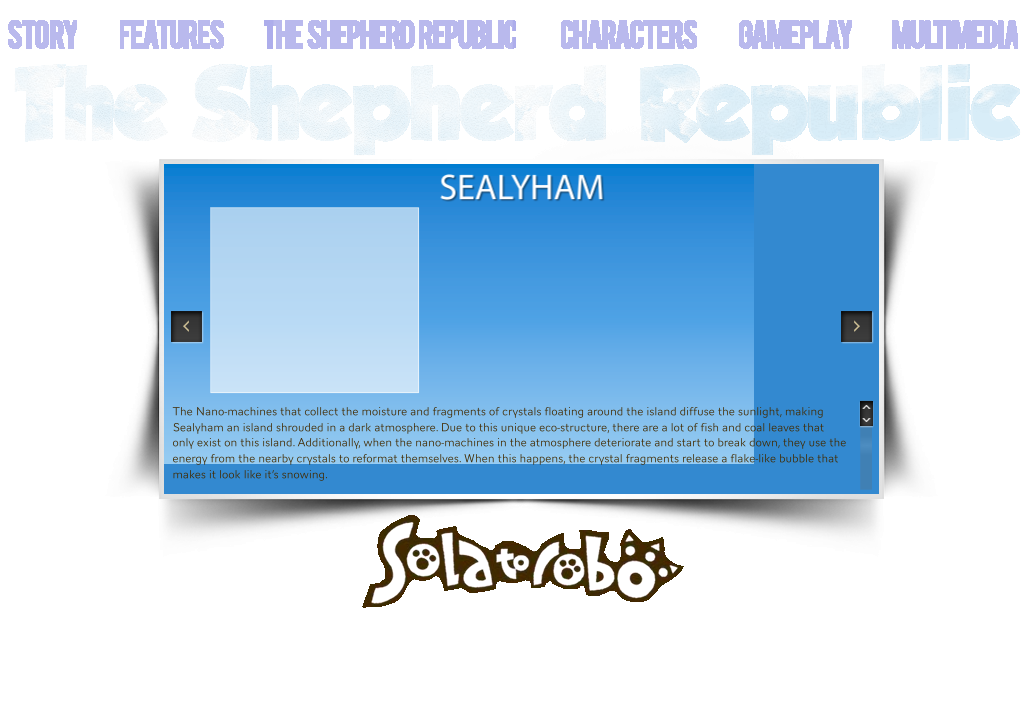 STORY FEATURES THE SHEPHERD REPUBLIC CHARACTERS GAMEPLAY MULTIMEDIA
The Shepherd Republic
SEALYHAM
The Nano-machines that collect the moisture and fragments of crystals floating around the island diffuse the sunlight, making
Sealyham an island shrouded in a dark atmosphere. Due to this unique eco-structure, there are a lot of fish and coal leaves that
only exist on this island. Additionally, when the nano-machines in the atmosphere deteriorate and start to break down, they use the
energy from the nearby crystals to reformat themselves. When this happens, the crystal fragments release a flake-like bubble that
makes it look like it's snowing.
Solatorobo